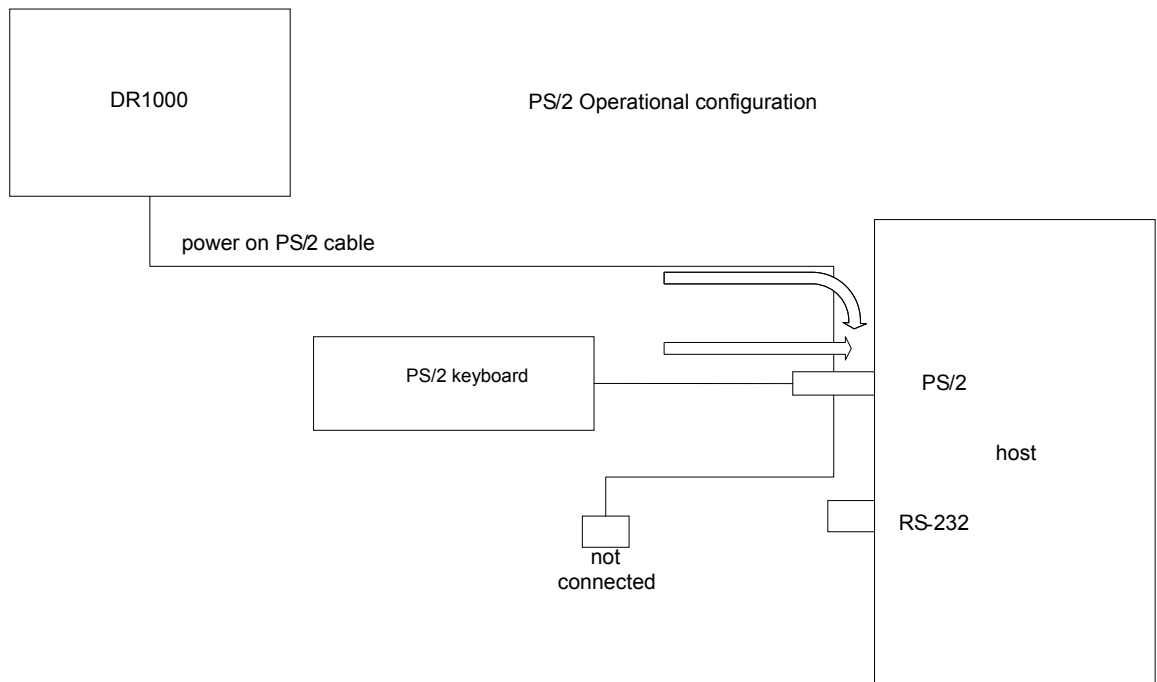 DR1000
PS/2 Operational configuration
power on PS/2 cable
PS/2 keyboard
PS/2
host
RS-232
not
connected